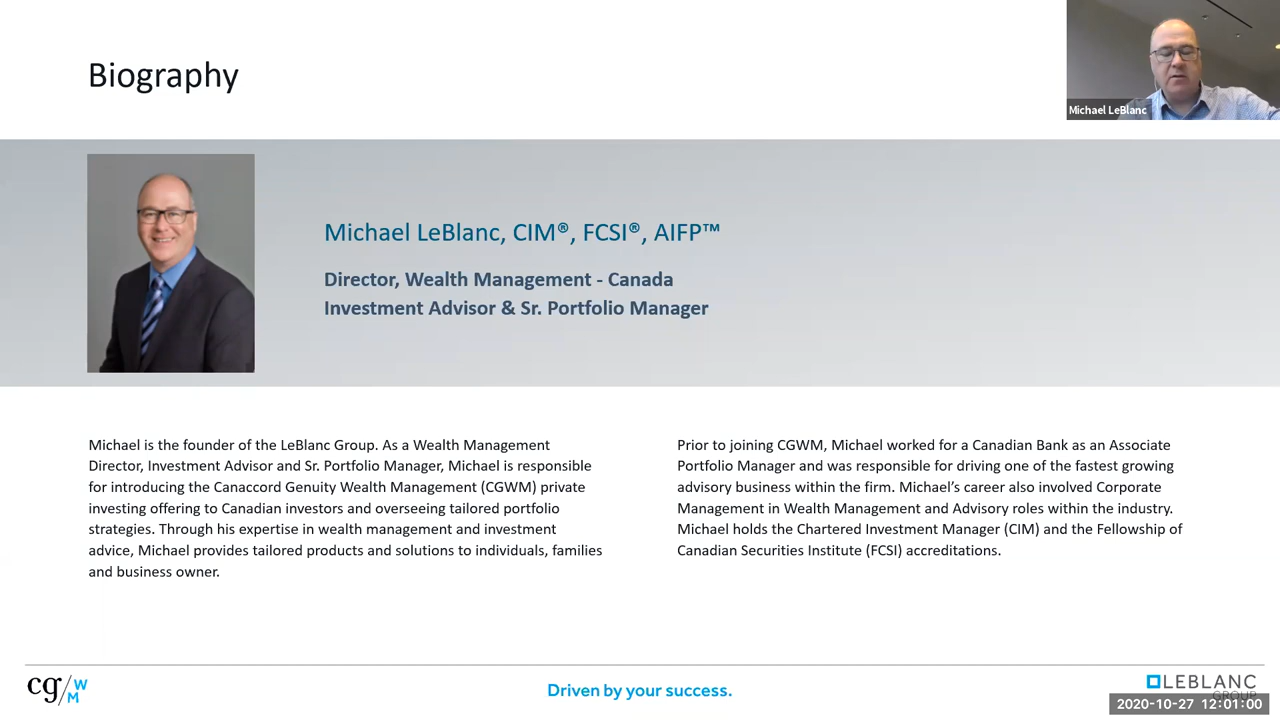 Biography
Michael LeBlanc
Michael LeBlanc, CIM®, FCSI®, AIFP™
Director, Wealth Management - Canada
Investment Advisor & Sr. Portfolio Manager
Michael is the founder of the LeBlanc Group. As a Wealth Management
Director, Investment Advisor and Sr. Portfolio Manager, Michael is responsible
for introducing the Canaccord Genuity Wealth Management (CGWM) private
investing offering to Canadian investors and overseeing tailored portfolio
strategies. Through his expertise in wealth management and investment
advice, Michael provides tailored products and solutions to individuals, families
and business owner.
Prior to joining CGWM, Michael worked for a Canadian Bank as an Associate
Portfolio Manager and was responsible for driving one of the fastest growing
advisory business within the firm. Michael’s career also involved Corporate
Management in Wealth Management and Advisory roles within the industry.
Michael holds the Chartered Investment Manager (CIM) and the Fellowship of
Canadian Securities Institute (FCSI) accreditations.
cg/WM
Driven by your success.
LEBLANC
GROUP
2020-10-27 12:01:00